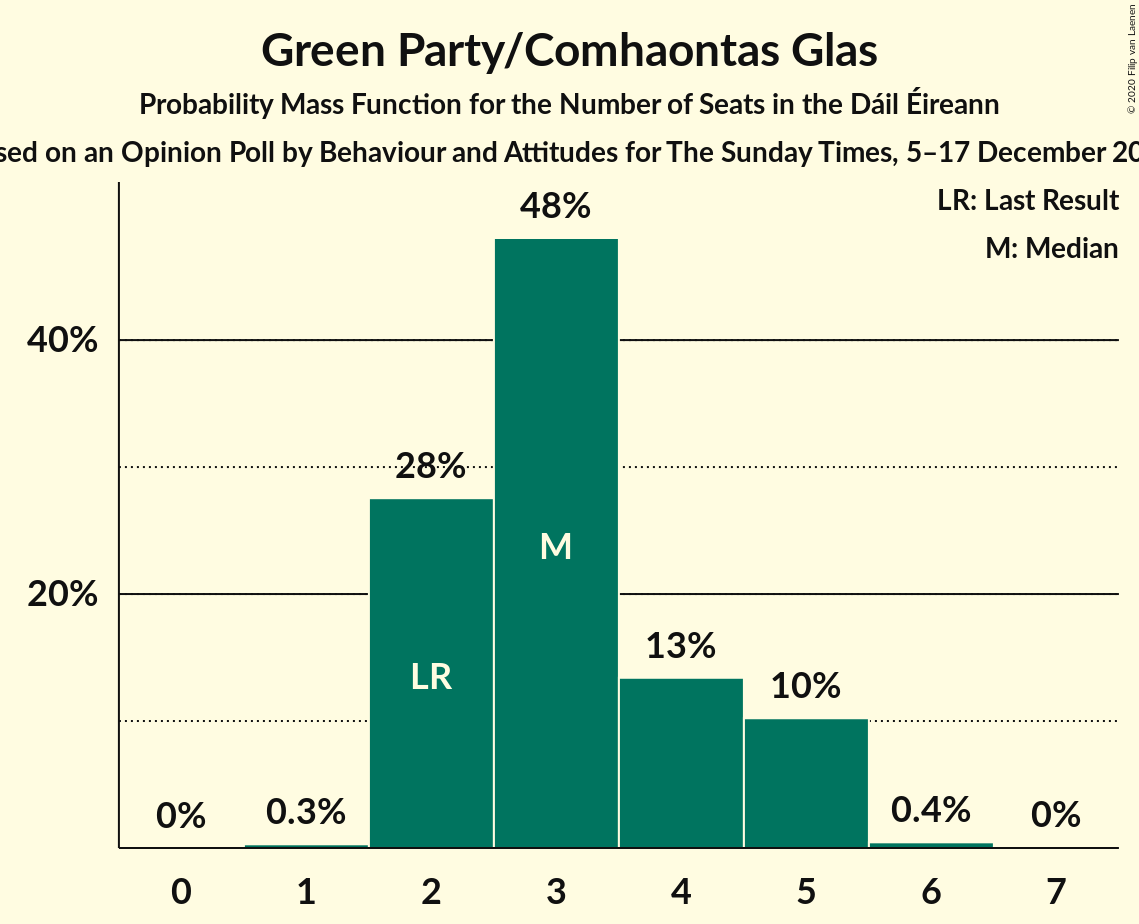 Green Party/Comhaontas Glas
Probability Mass Function for the Number of Seats in the Dáil Éireann
on an Opinion Poll by Behaviour and Attitudes for The Sunday Times, 5–17 December
© 2020 Filip van Laenen
LR: Last Result
M: Median
48%
40%
28%
M
20%
LR
13%
10%
0%
0.3%
0.4%
0%
0 1 2 3 4 5 6 7